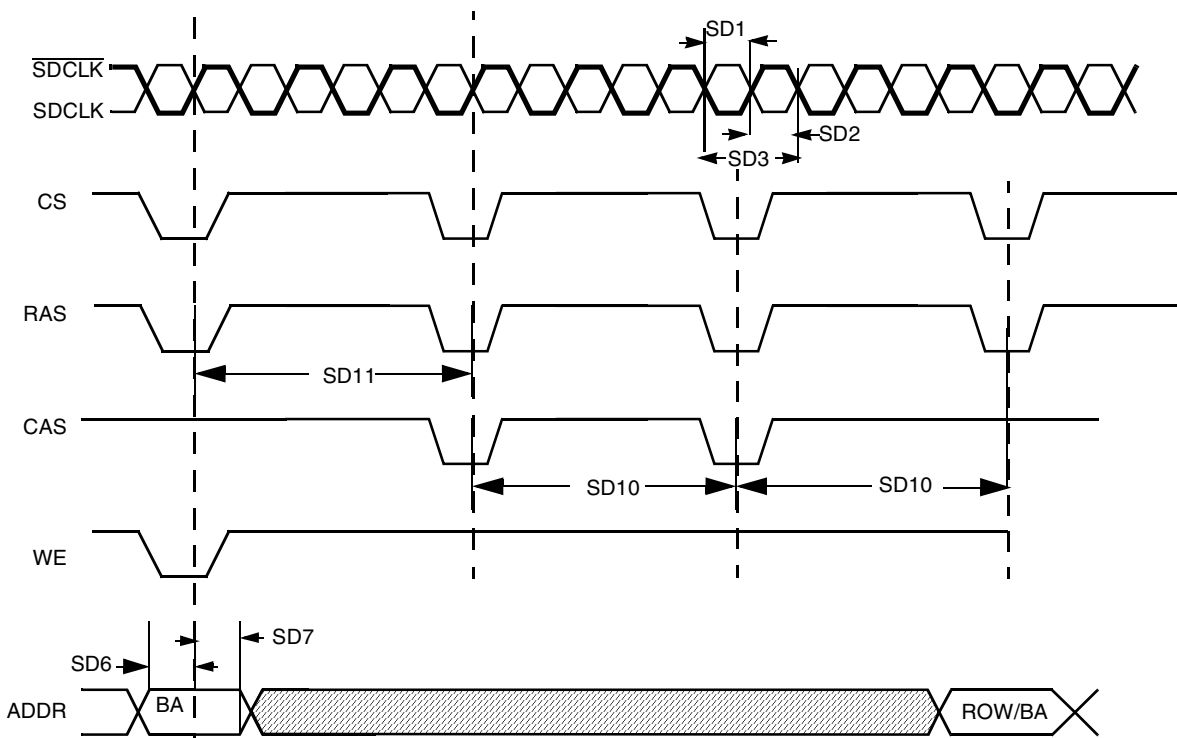 SD1
SDCLK
SDCLK
SD2
SD3
CS
RAS
SD11
CAS
SD10
SD10
WE
SD7
SD6
BA
ADDR
ROW/BA